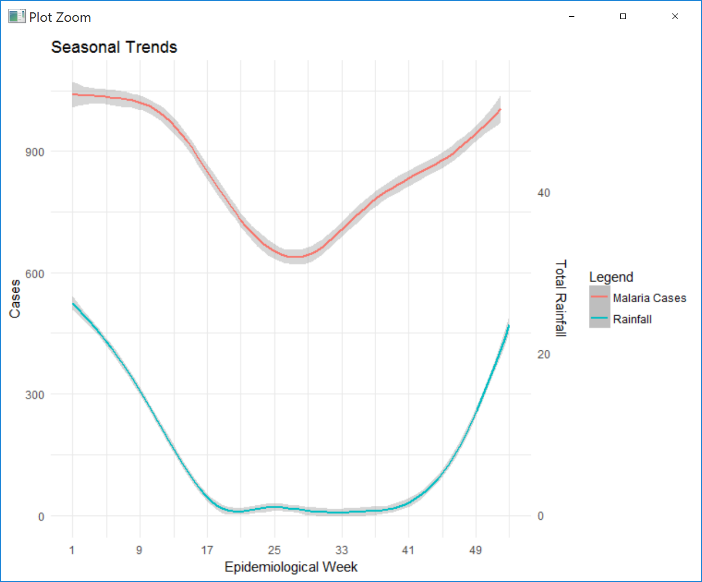 Plot Zoom
Seasonal Trends
900
600
300
0
Cases
40
20
0
Total Rainfall
Legend
Malaria Cases
Rainfall
1 9 17 25 33 41 49
Epidemiological Week